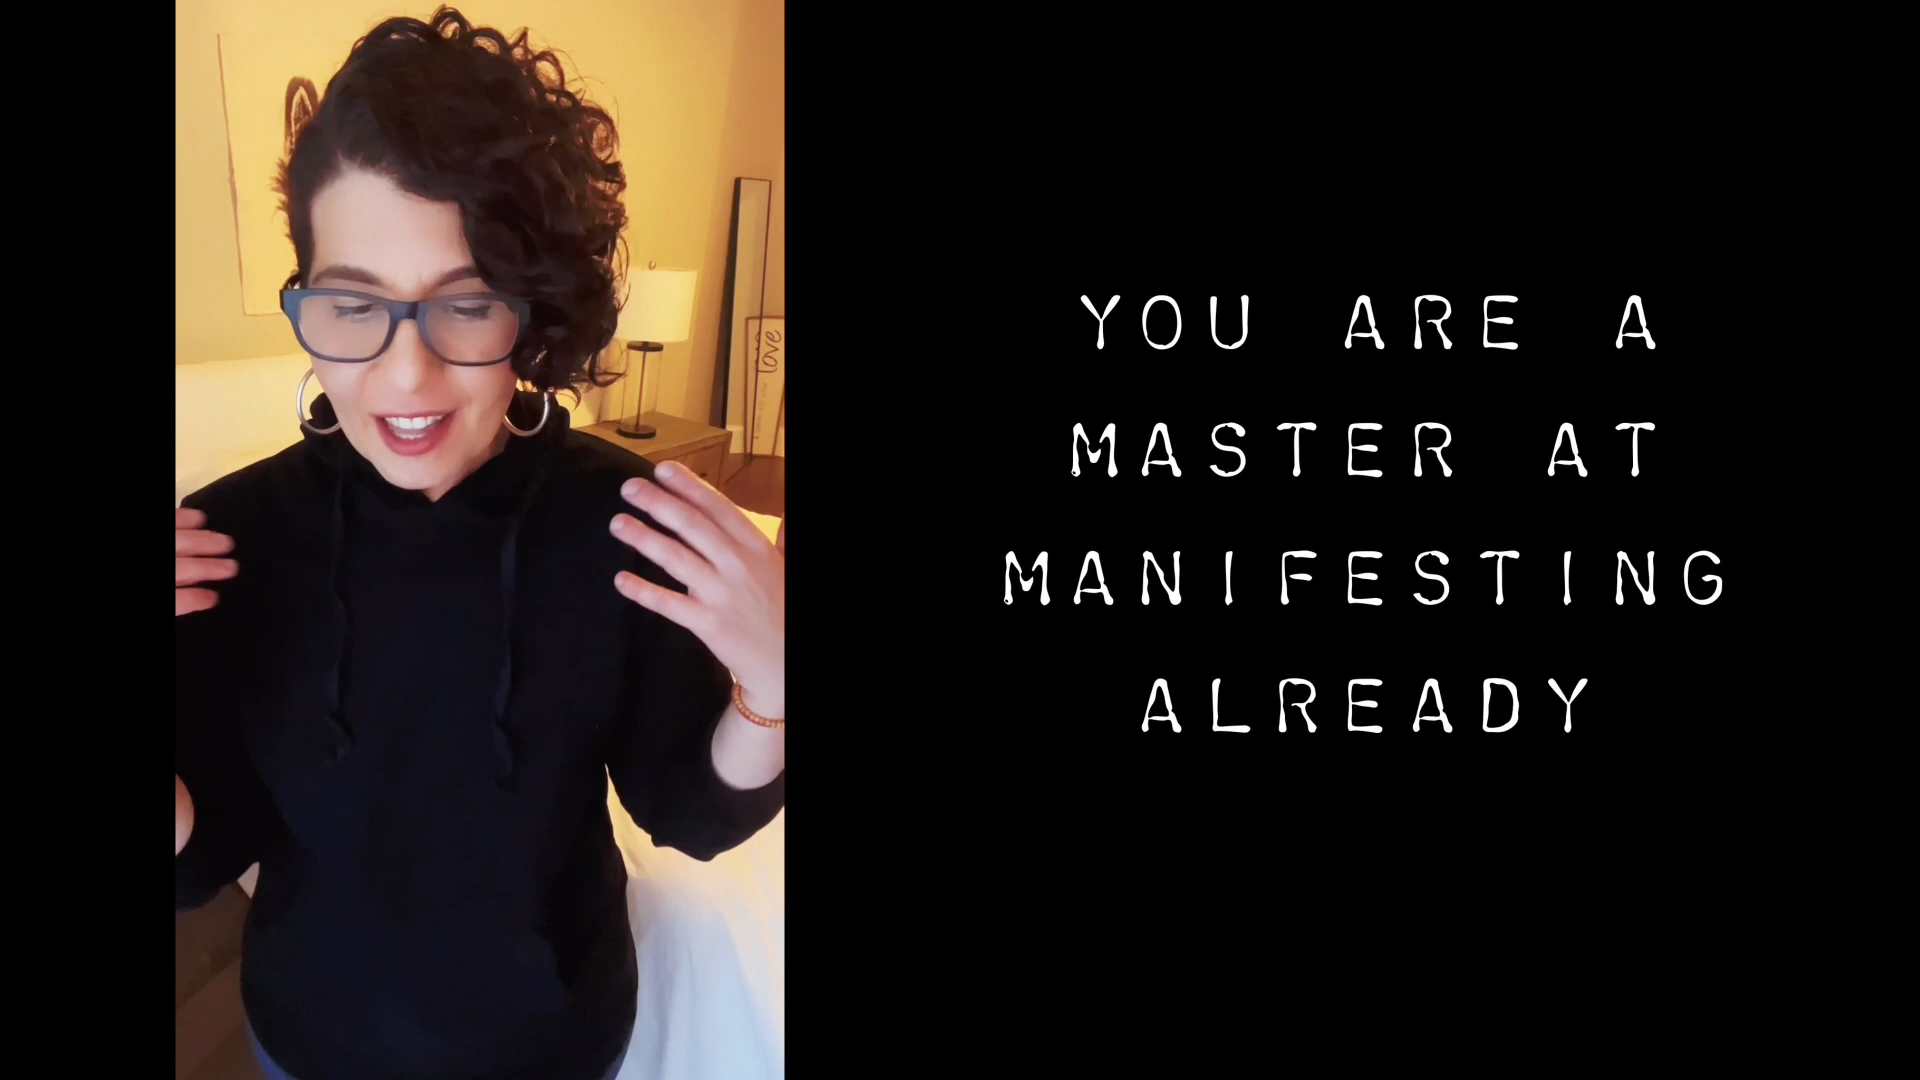 love
YOU ARE A
MASTER AT
MANIFESTING
ALREADY